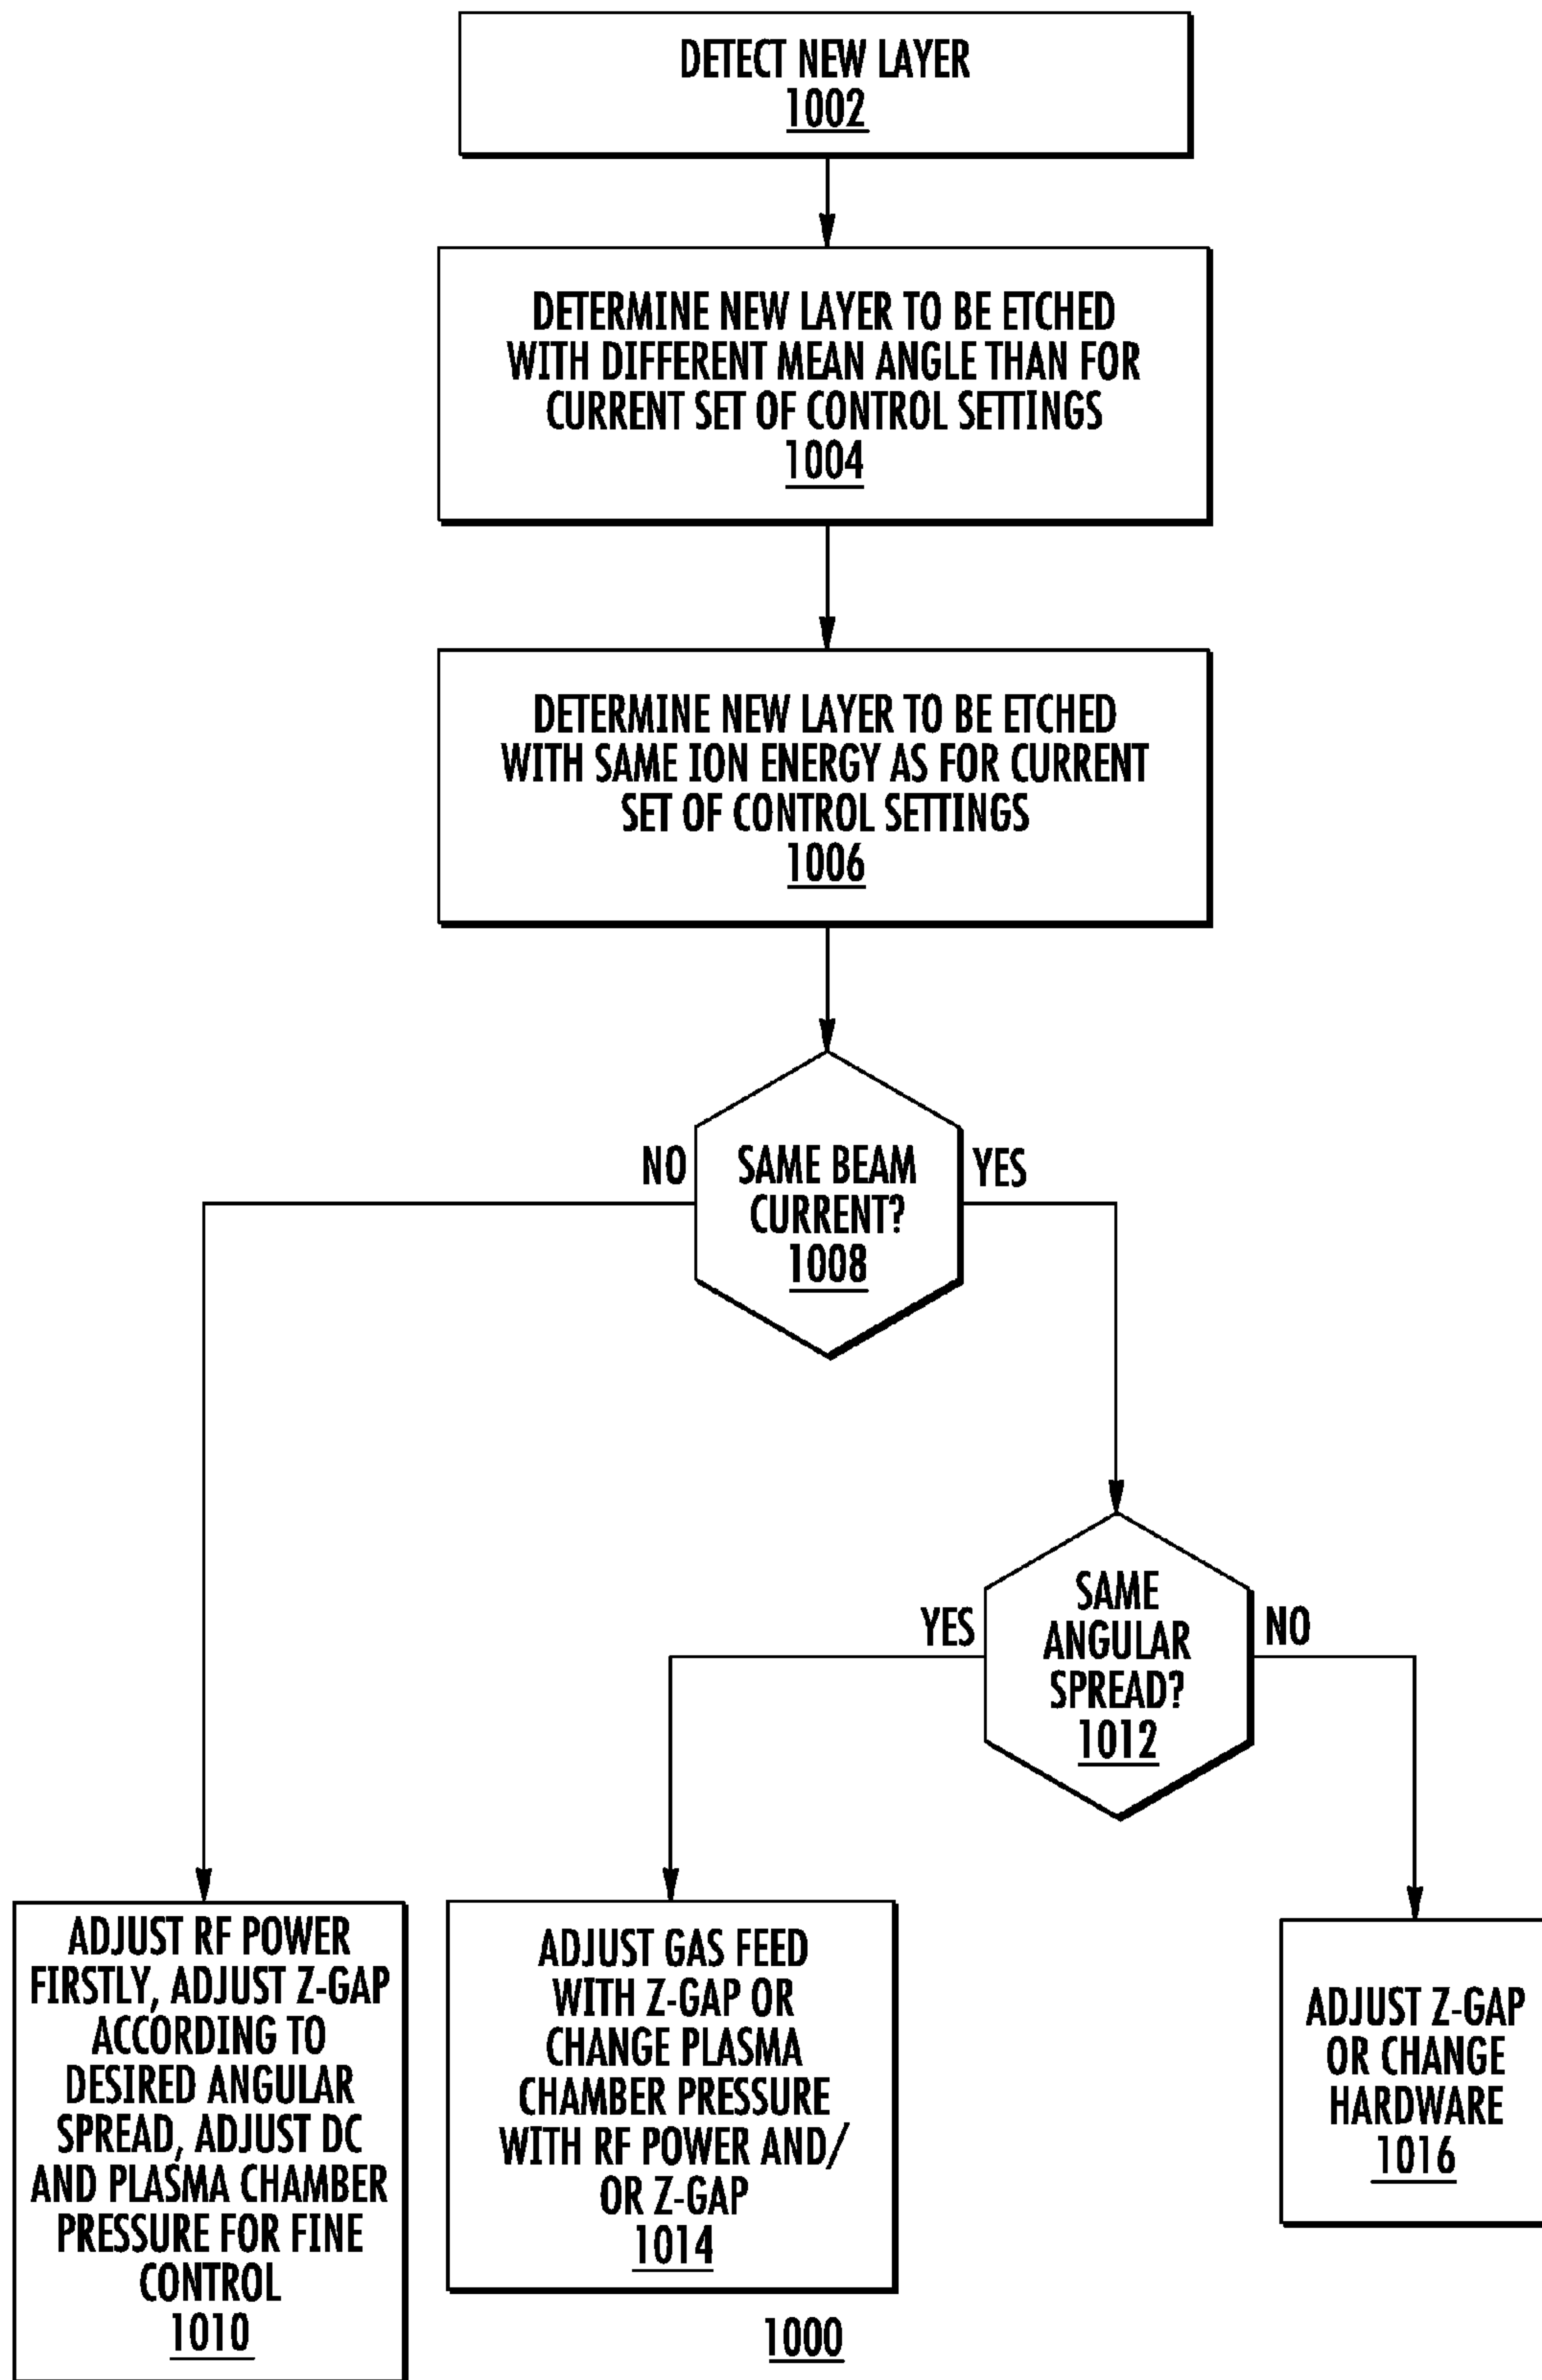 DETECT NEW LAYER
1002
DETERMINE NEW LAYER TO BE ETCHED
WITH DIFFERENT MEAN ANGLE THAN FOR
CURRENT SET OF CONTROL SETTINGS
1004
DETERMINE NEW LAYER TO BE ETCHED
WITH SAME ION ENERGY AS FOR CURRENT
SET OF CONTROL SETTINGS
1006
NO
SAME BEAM
CURRENT?
1008
YES
YES
SAME
ANGULAR
SPREAD?
1012
NO
ADJUST RF POWER
FIRSTLY, ADJUST Z-GAP
ACCORDING TO
DESIRED ANGULAR
SPREAD, ADJUST DC
AND PLASMA CHAMBER
PRESSURE FOR FINE
CONTROL
1010
ADJUST GAS FEED
WITH Z-GAP OR
CHANGE PLASMA
CHAMBER PRESSURE
WITH RF POWER AND/
OR Z-GAP
1014
ADJUST Z-GAP
OR CHANGE
HARDWARE
1016
1000